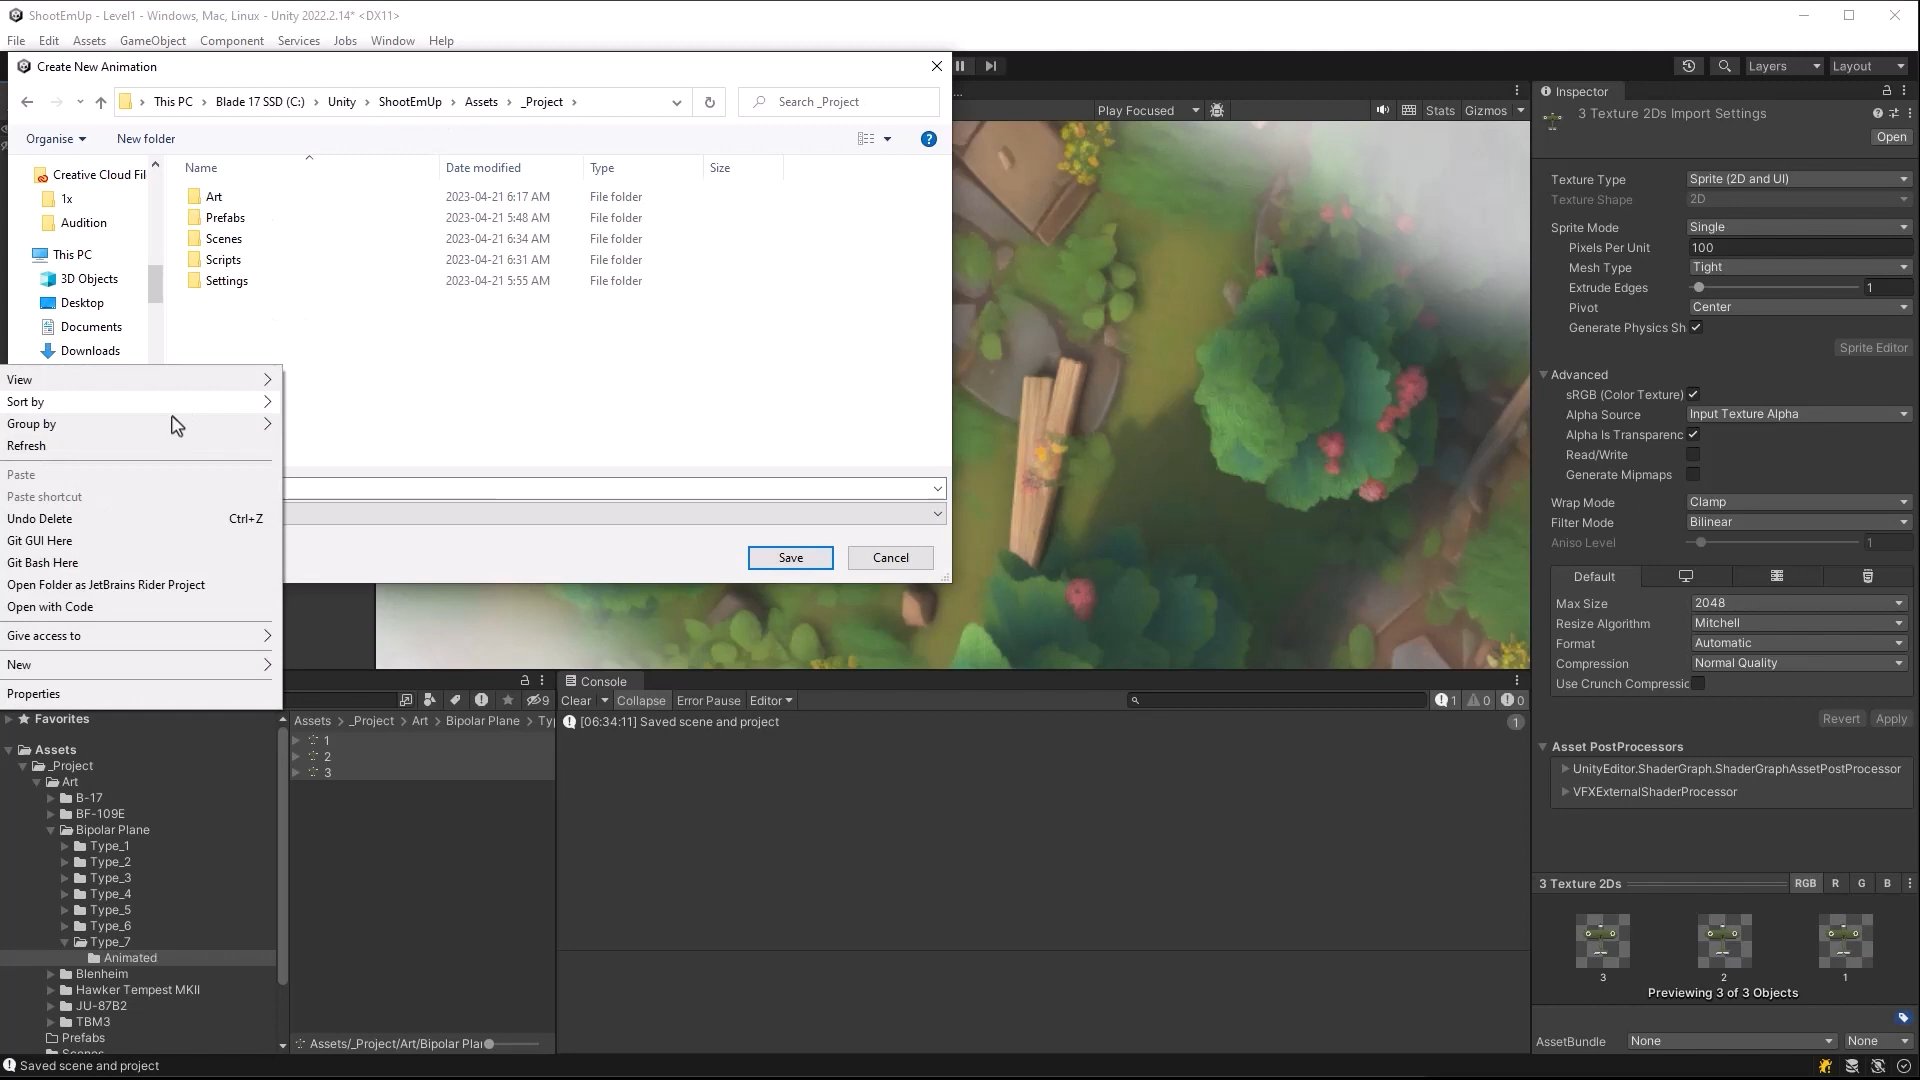 ShootEmUp - Level1 - Windows, Mac, Linux - Unity 2022.2.14* <DX11>
File Edit Assets GameObject Component Services Jobs Window Help
Create New Animation
This PC > Blade 17 SSD (C:) > Unity > ShootEmUp > Assets > _Project >
Search _Project
Organise New folder
Name Date modified Type Size
Creative Cloud Fil
1x
Audition
This PC
3D Objects
Desktop
Documents
Downloads
Art 2023-04-21 6:17 AM File folder
Prefabs 2023-04-21 5:48 AM File folder
Scenes 2023-04-21 6:34 AM File folder
Scripts 2023-04-21 6:31 AM File folder
Settings 2023-04-21 5:55 AM File folder
View
Sort by
Group by
Refresh
Paste
Paste shortcut
Undo Delete Ctrl+Z
Git GUI Here
Git Bash Here
Open Folder as JetBrains Rider Project
Open with Code
Give access to
New
Properties
Save Cancel
Layers Layout
Play Focused Stats Gizmos
Inspector
3 Texture 2Ds Import Settings
Open
Texture Type Sprite (2D and UI)
Texture Shape 2D
Sprite Mode Single
Pixels Per Unit 100
Mesh Type Tight
Extrude Edges 1
Pivot Center
Generate Physics Sh
Sprite Editor
Advanced
sRGB (Color Texture)
Alpha Source Input Texture Alpha
Alpha Is Transparenc
Read/Write
Generate Mipmaps
Wrap Mode Clamp
Filter Mode Bilinear
Aniso Level 1
Default
Max Size 2048
Resize Algorithm Mitchell
Format Automatic
Compression Normal Quality
Use Crunch Compressic
Revert Apply
Asset PostProcessors
UnityEditor.ShaderGraph.ShaderGraphAssetPostProcessor
VFXExternalShaderProcessor
3 Texture 2Ds RGB R G B
3 2 1
Previewing 3 of 3 Objects
AssetBundle None None
9
Favorites
Assets
_Project
Art
B-17
BF-109E
Bipolar Plane
Type_1
Type_2
Type_3
Type_4
Type_5
Type_6
Type_7
Animated
Blenheim
Hawker Tempest MKII
JU-87B2
TBM3
Prefabs
Scenes
Assets > _Project > Art > Bipolar Plane > Ty
1
2
3
Assets/_Project/Art/Bipolar Pla
Console
Clear Collapse Error Pause Editor 1 0 0
[06:34:11] Saved scene and project 1
Saved scene and project